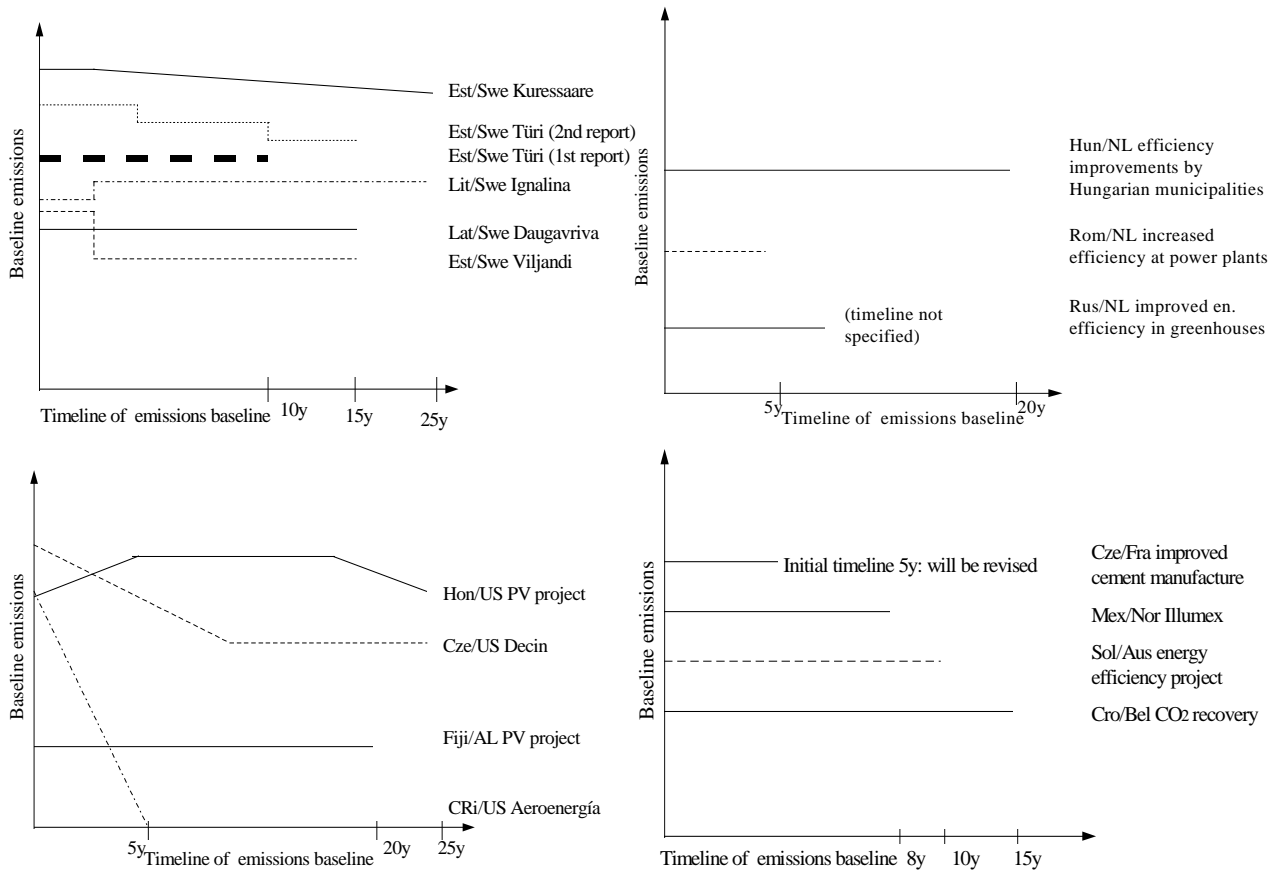 Baseline emissions
Est/Swe Kuressaare
Est/Swe Türi (2nd report)
Est/Swe Türi (1st report)
Lit/Swe Ignalina
Lat/Swe Daugavriva
Est/Swe Viljandi
Timeline of emissions baseline
10y
15y
25y
Baseline emissions
Hun/NL efficiency
improvements by
Hungarian municipalities
Rom/NL increased
efficiency at power plants
Rus/NL improved en.
efficiency in greenhouses
(timeline not
specified)
5y
Timeline of emissions baseline
20y
Baseline emissions
Hon/US PV project
Cze/US Decin
Fiji/AL PV project
CRi/US Aeroenergía
5y
Timeline of emissions baseline
20y
25y
Baseline emissions
Initial timeline 5y: will be revised
Cze/Fra improved
cement manufacture
Mex/Nor Illumex
Sol/Aus energy
efficiency project
Cro/Bel CO2 recovery
Timeline of emissions baseline
8y
10y
15y